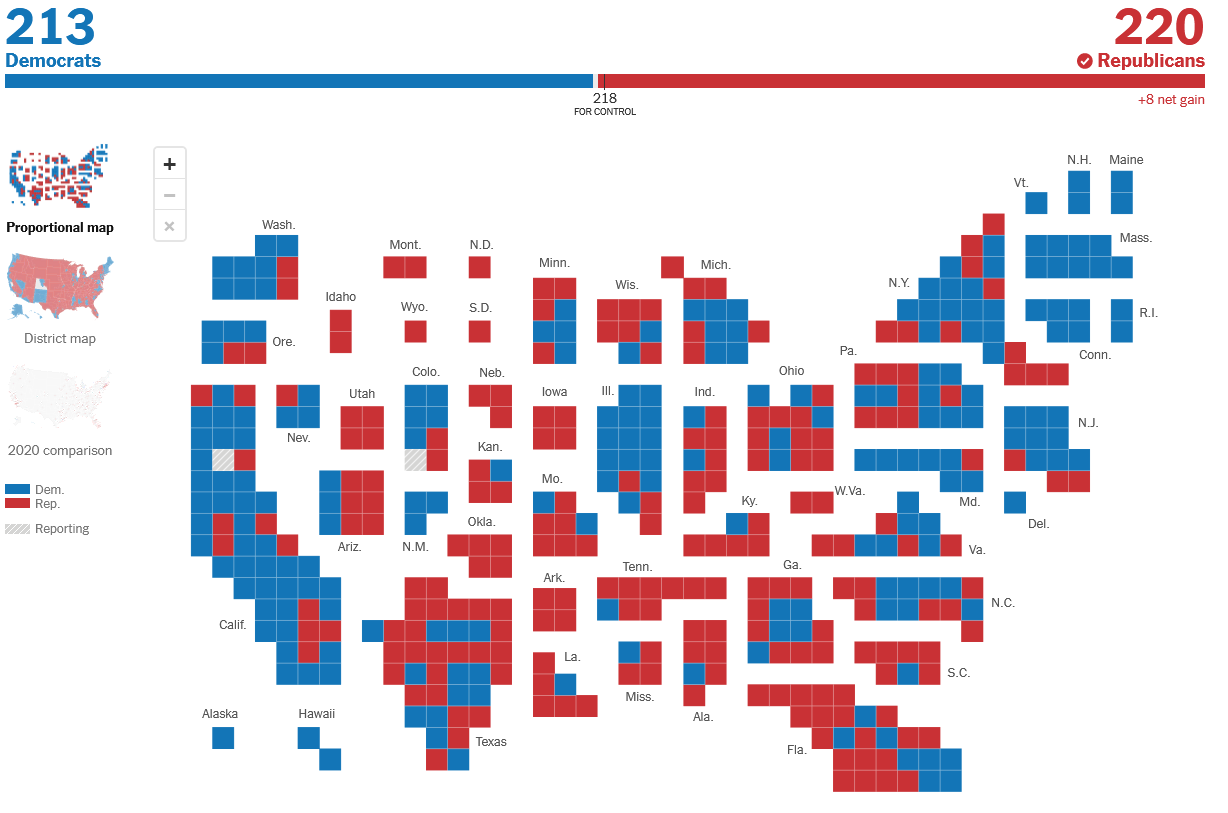 213
Democrats
220
Republicans
218
FOR CONTROL
+8 net gain
Proportional map
District map
2020 comparison
Dem.
Rep.
Reporting
+
−
×
N.H.
Maine
Vt.
Wash.
Mont.
N.D.
Mass.
Minn.
Mich.
N.Y.
Wis.
Idaho
Wyo.
S.D.
R.I.
Ore.
Pa.
Conn.
Colo.
Neb.
Ohio
Utah
Iowa
Ill.
Ind.
Nev.
N.J.
Kan.
Mo.
W.Va.
Ky.
Md.
Okla.
Del.
Ariz.
N.M.
Va.
Tenn.
Ga.
Ark.
N.C.
Calif.
La.
Miss.
S.C.
Alaska
Hawaii
Ala.
Texas
Fla.